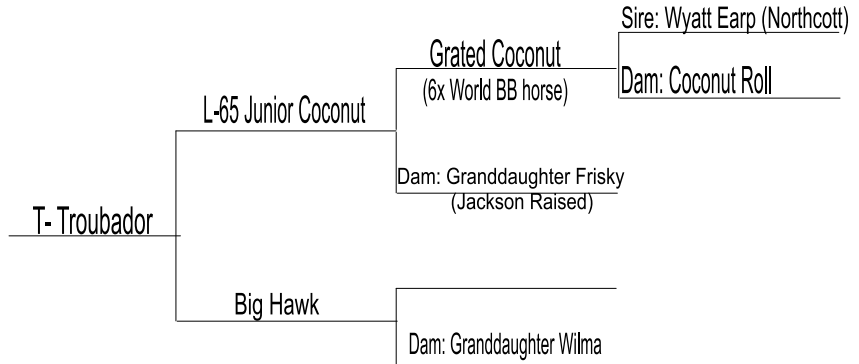 Sire: Wyatt Earp (Northcott)
Grated Coconut
(6x World BB horse)
Dam: Coconut Roll
L-65 Junior Coconut
Dam: Granddaughter Frisky
(Jackson Raised)
T- Troubador
Big Hawk
Dam: Granddaughter Wilma